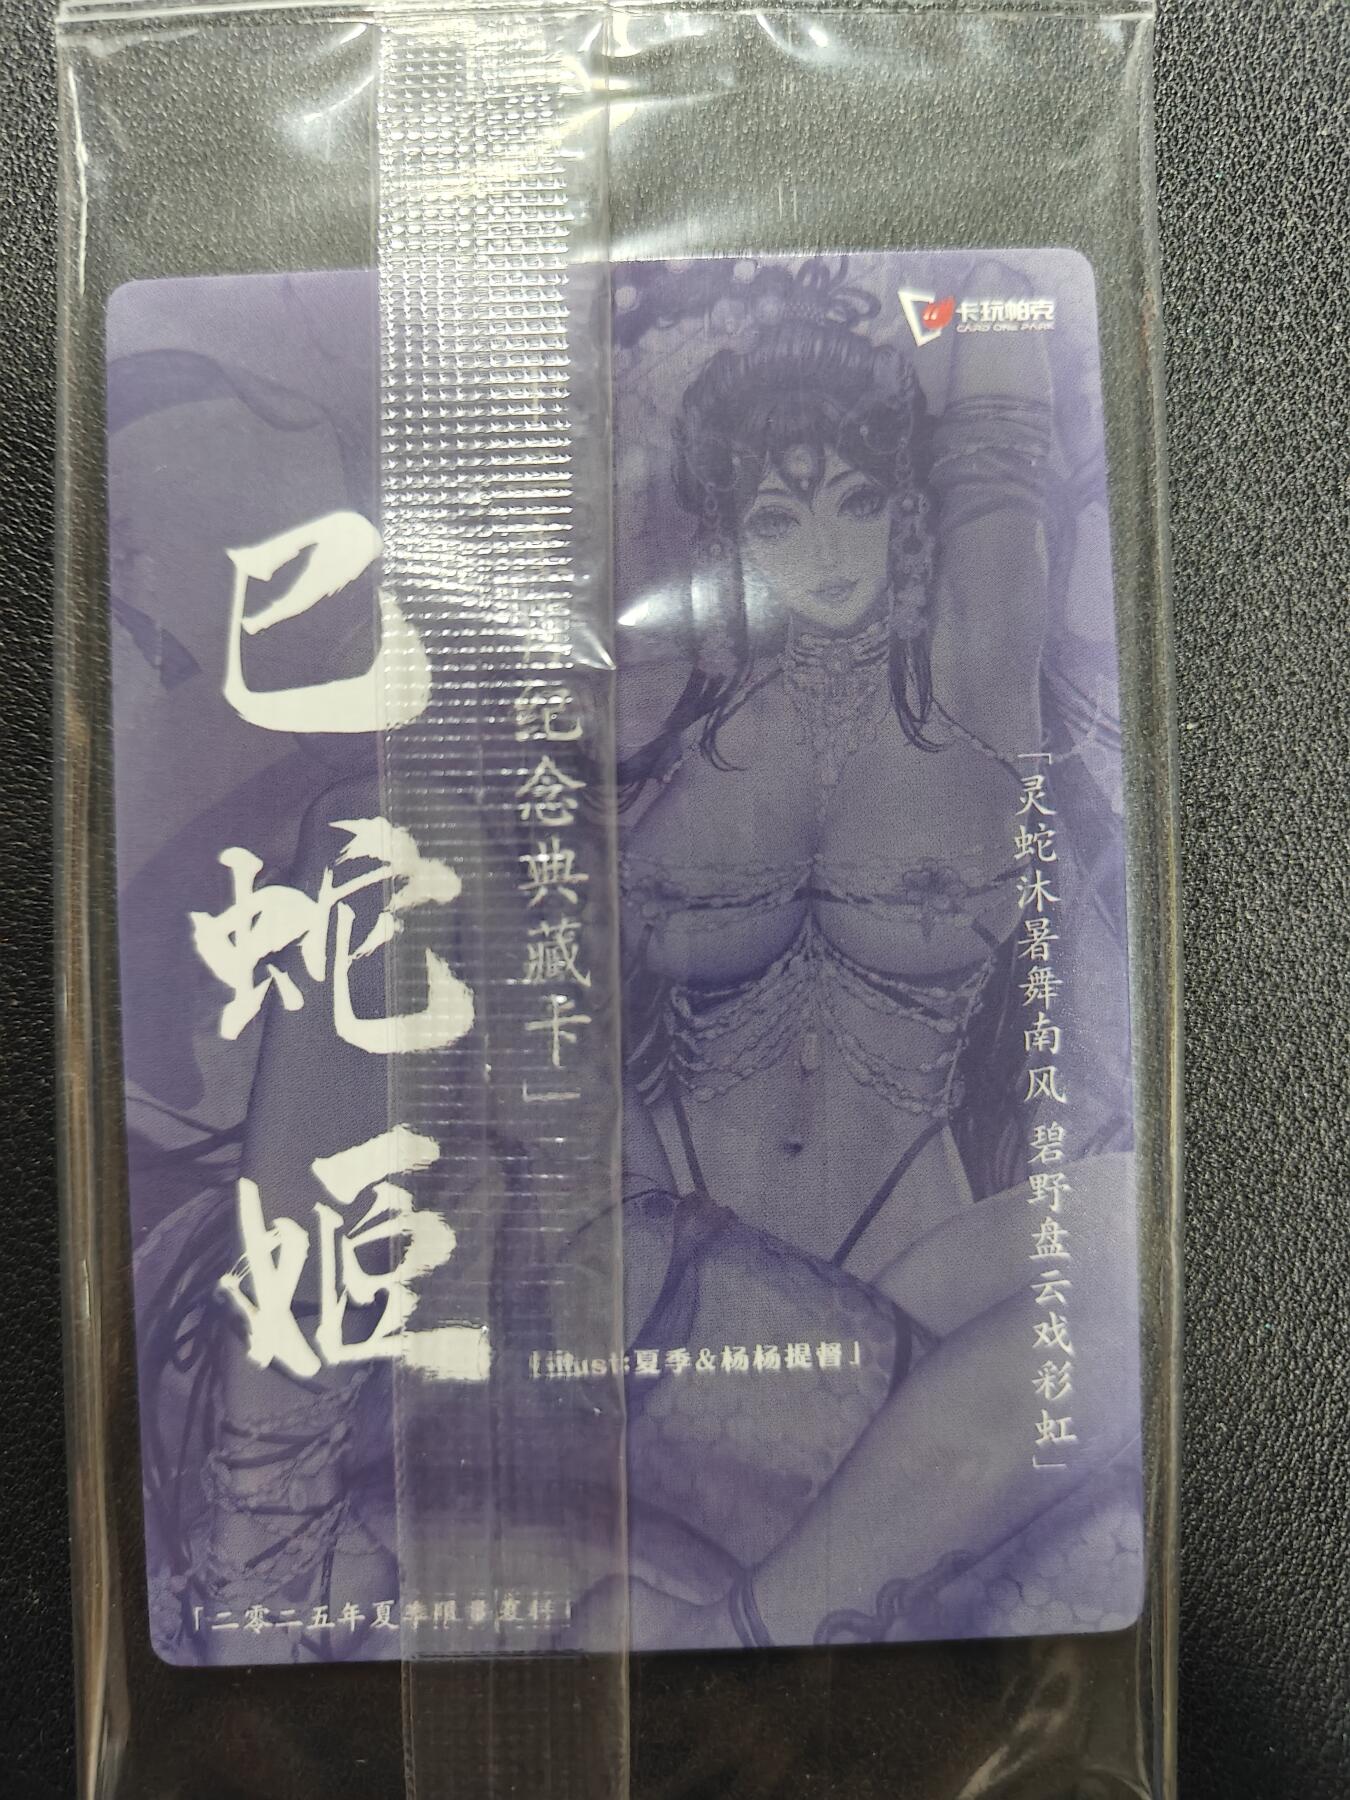 卡玩帕克
CARD ONE PARK
「灵蛇沐暑舞南风 碧野盘云戏彩虹」
纪念典藏卡」
巳蛇姬
「illust:夏季&杨杨提督」
「二零二五年夏季限量